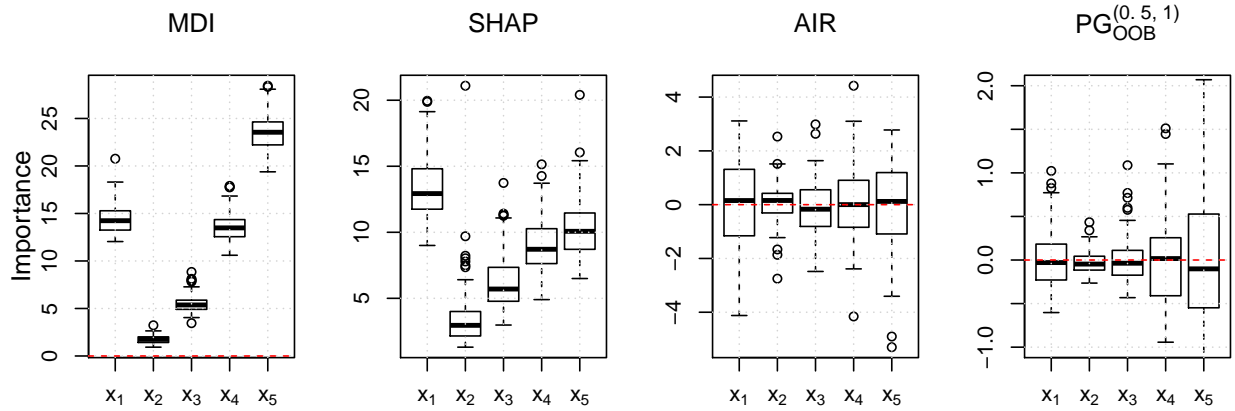 MDI
SHAP
AIR
PG_OOB^(0.5, 1)
Importance
0 5 10 15 20 25
x₁ x₂ x₃ x₄ x₅
5 10 15 20
x₁ x₂ x₃ x₄ x₅
−4 −2 0 2 4
x₁ x₂ x₃ x₄ x₅
−1.0 0.0 1.0 2.0
x₁ x₂ x₃ x₄ x₅